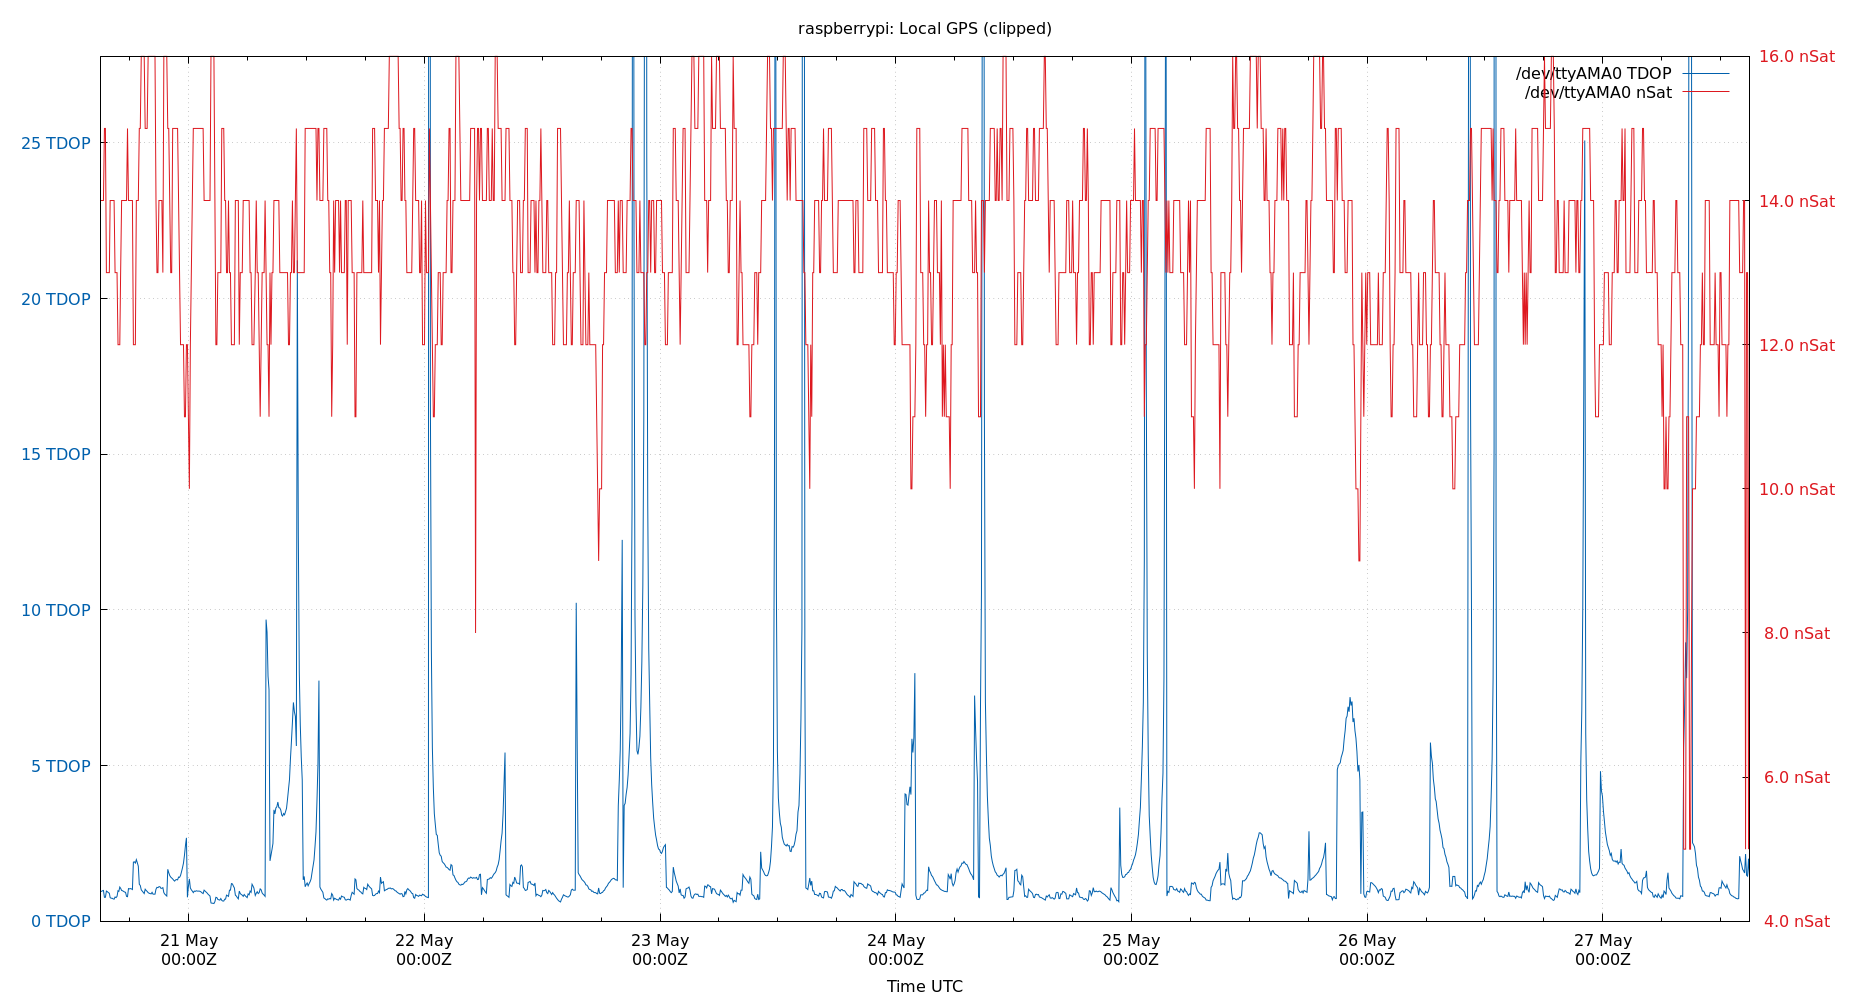 raspberrypi: Local GPS (clipped)
16.0 nSat
/dev/ttyAMA0 TDOP
/dev/ttyAMA0 nSat
25 TDOP
14.0 nSat
20 TDOP
12.0 nSat
15 TDOP
10.0 nSat
10 TDOP
8.0 nSat
5 TDOP
6.0 nSat
0 TDOP
4.0 nSat
21 May 22 May 23 May 24 May 25 May 26 May 27 May
00:00Z 00:00Z 00:00Z 00:00Z 00:00Z 00:00Z 00:00Z
Time UTC